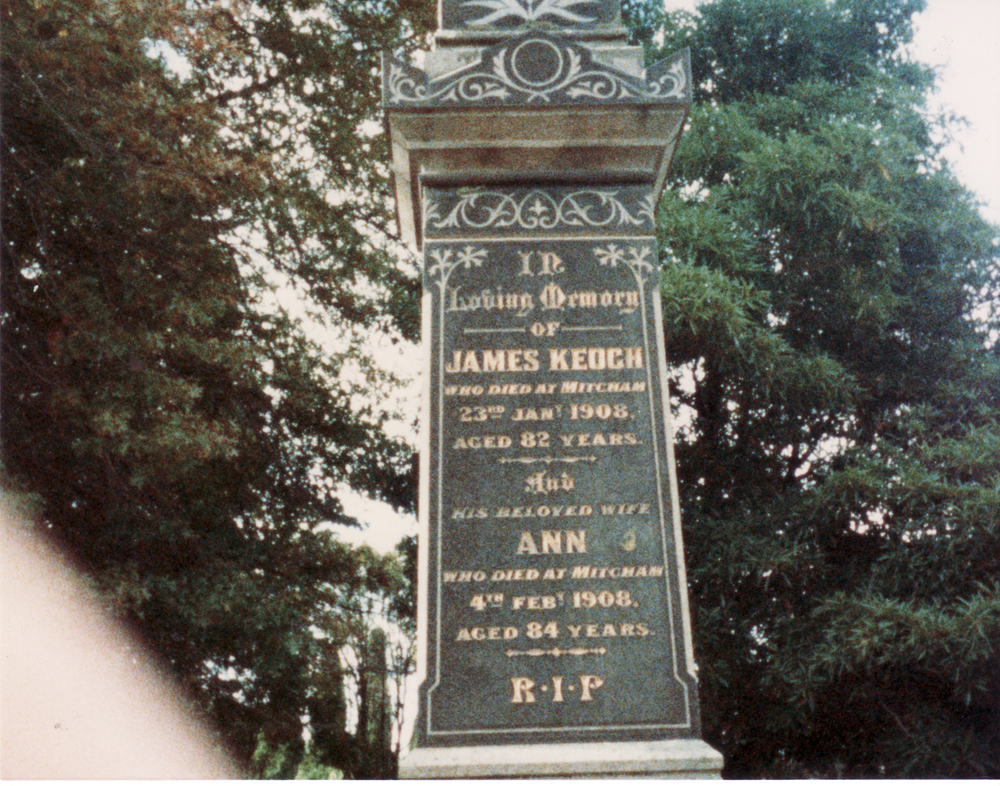 In
Loving Memory
OF
JAMES KEOGH
WHO DIED AT MITCHAM
23RD JANY 1908.
AGED 82 YEARS.
And
HIS BELOVED WIFE
ANN
WHO DIED AT MITCHAM
4TH FEBY 1908.
AGED 84 YEARS.
R·I·P